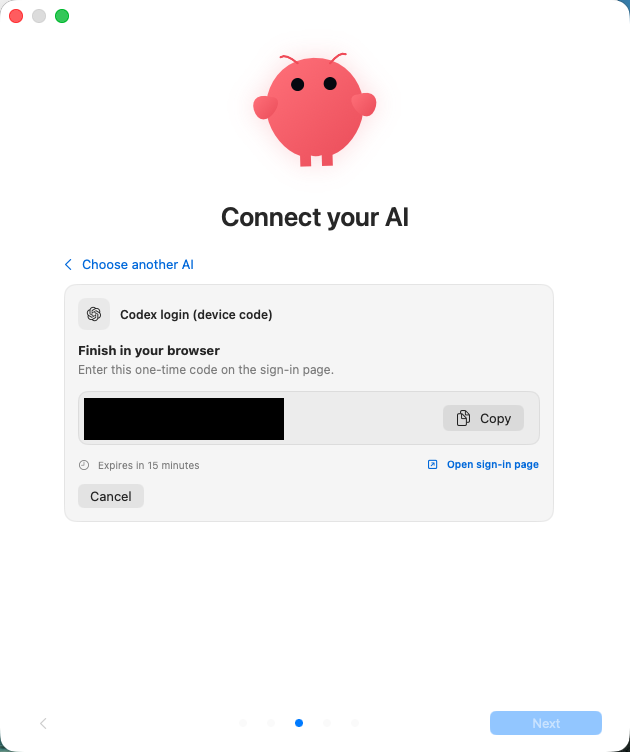 Connect your AI
Choose another AI
Codex login (device code)
Finish in your browser
Enter this one-time code on the sign-in page.
Copy
Expires in 15 minutes
Open sign-in page
Cancel
Next